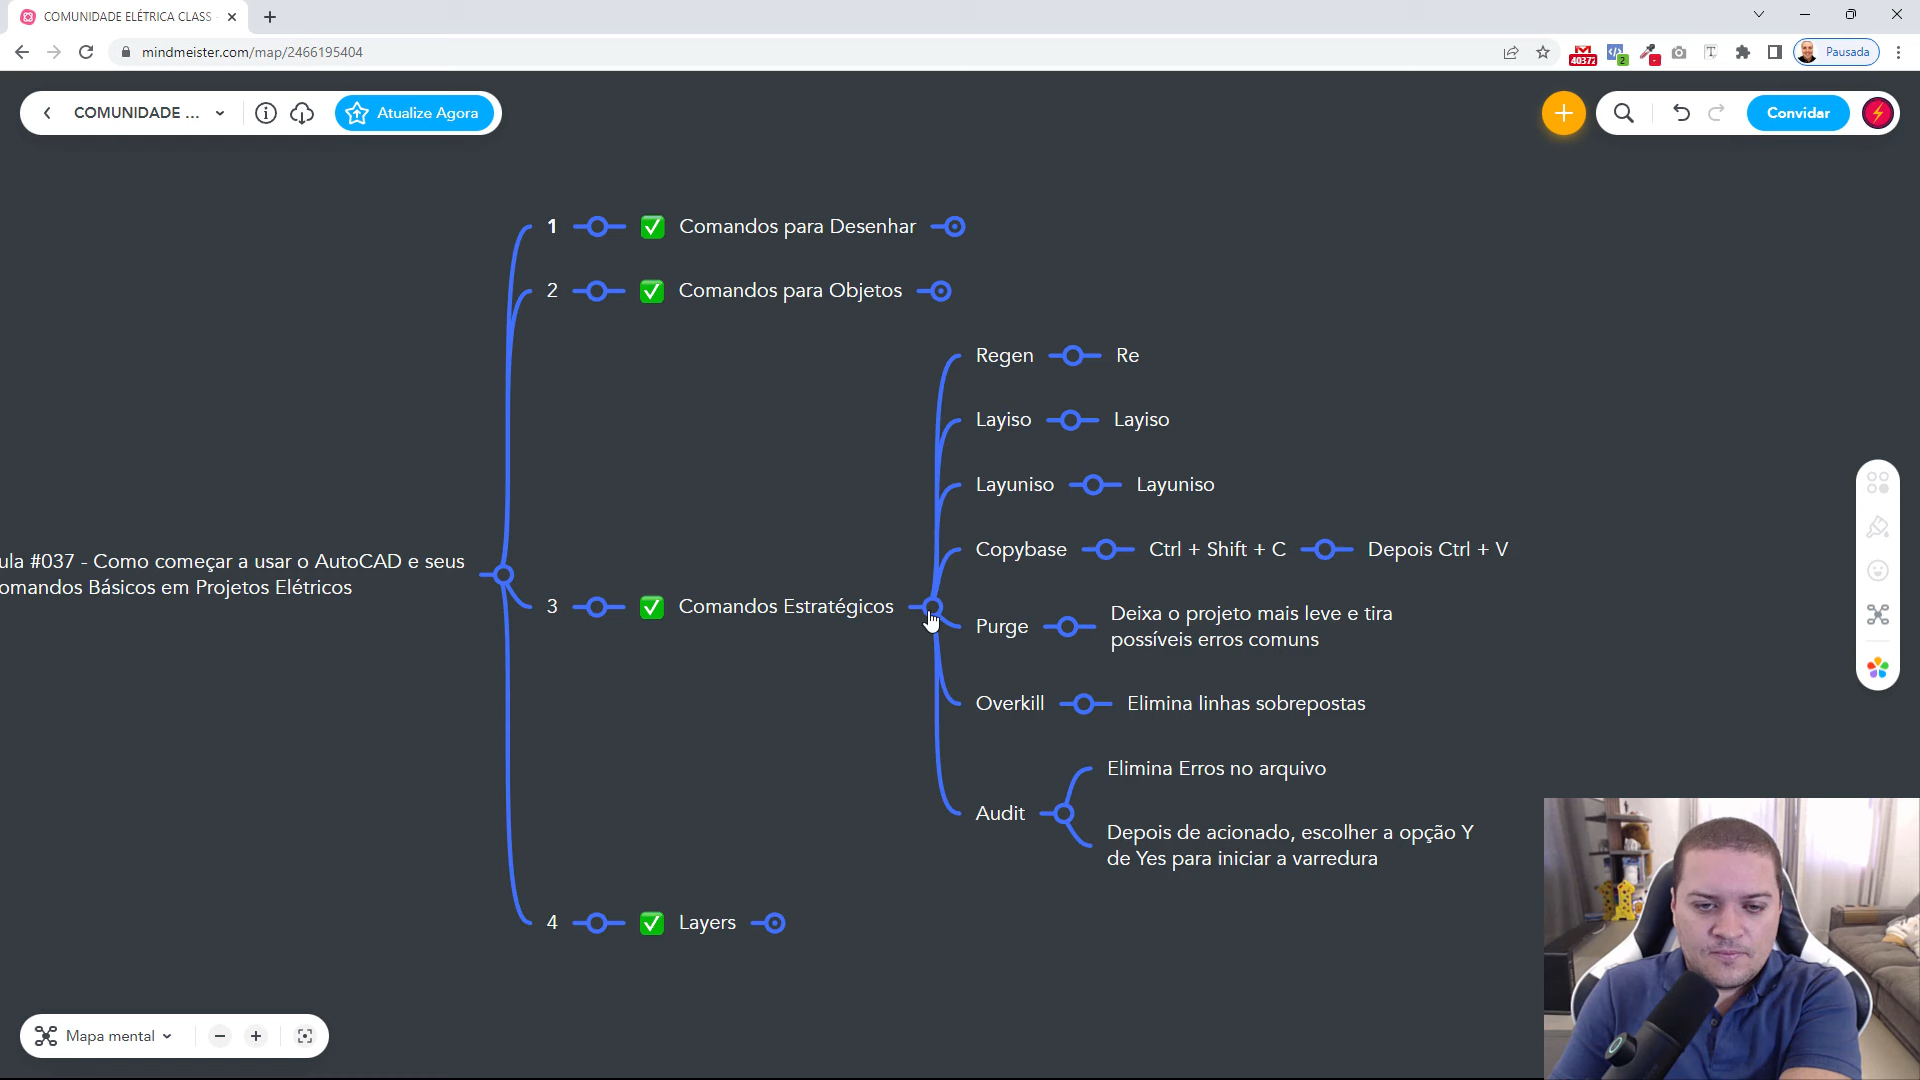 COMUNIDADE ELÉTRICA CLASS
mindmeister.com/map/2466195404
40372
2
Pausada
COMUNIDADE ...
Atualize Agora
Convidar
1 ✅ Comandos para Desenhar
2 ✅ Comandos para Objetos
Regen Re
Layiso Layiso
Layuniso Layuniso
Copybase Ctrl + Shift + C Depois Ctrl + V
ula #037 - Como começar a usar o AutoCAD e seus
omandos Básicos em Projetos Elétricos
3 ✅ Comandos Estratégicos
Purge Deixa o projeto mais leve e tira
possíveis erros comuns
Overkill Elimina linhas sobrepostas
Audit Elimina Erros no arquivo
Depois de acionado, escolher a opção Y
de Yes para iniciar a varredura
4 ✅ Layers
Mapa mental